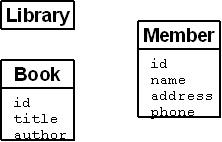 Library
Book
id
title
author
Member
id
name
address
phone